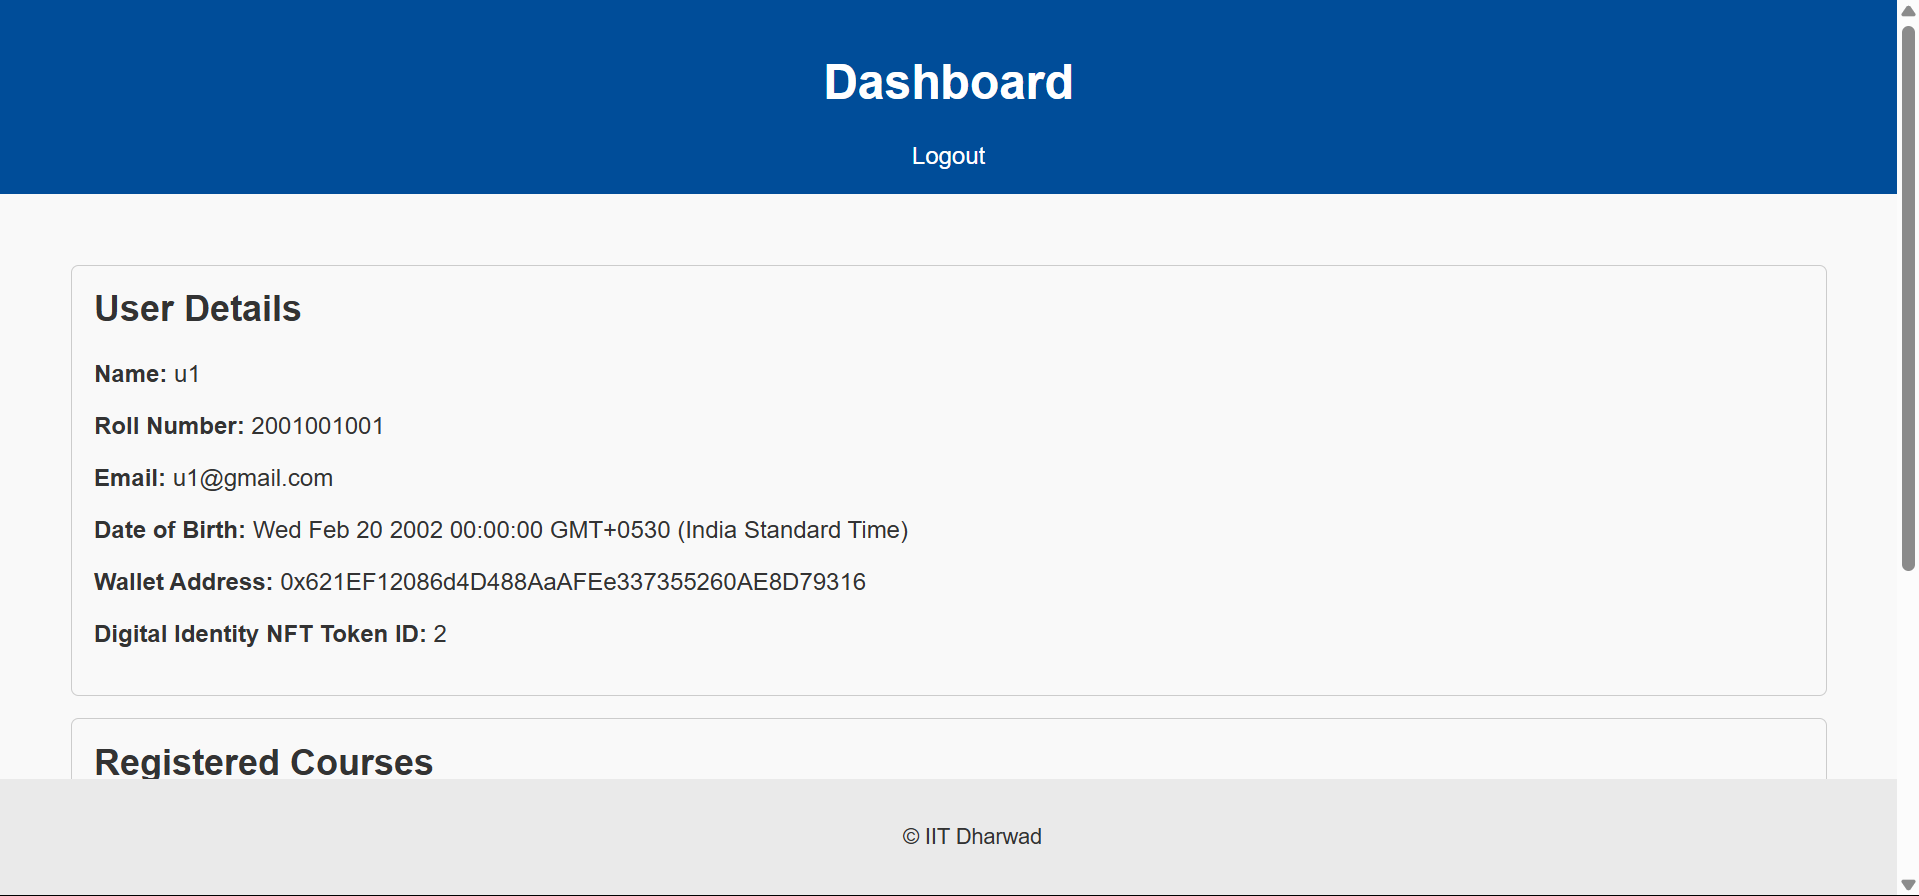 Dashboard
Logout
User Details
Name: u1
Roll Number: 2001001001
Email: u1@gmail.com
Date of Birth: Wed Feb 20 2002 00:00:00 GMT+0530 (India Standard Time)
Wallet Address: 0x621EF12086d4D488AaAFEe337355260AE8D79316
Digital Identity NFT Token ID: 2
Registered Courses
© IIT Dharwad